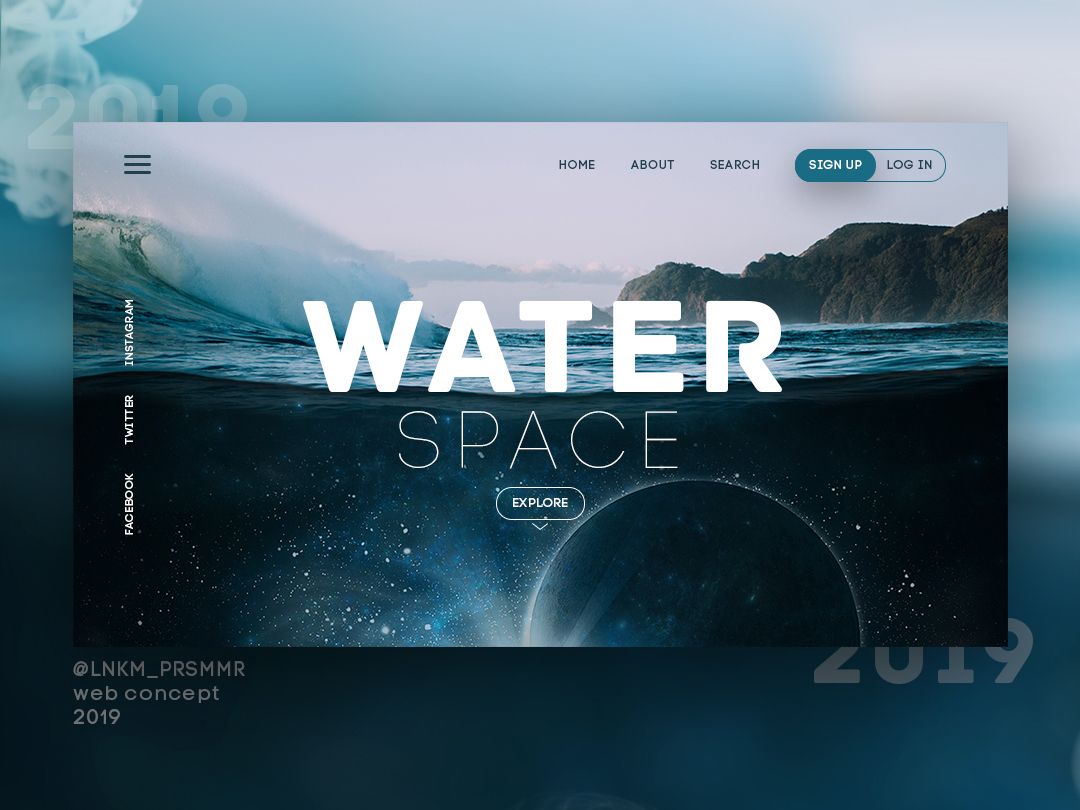 2019
HOME ABOUT SEARCH SIGN UP LOG IN
INSTAGRAM
TWITTER
FACEBOOK
WATER
SPACE
EXPLORE
2019
@LNKM_PRSMMR
web concept
2019